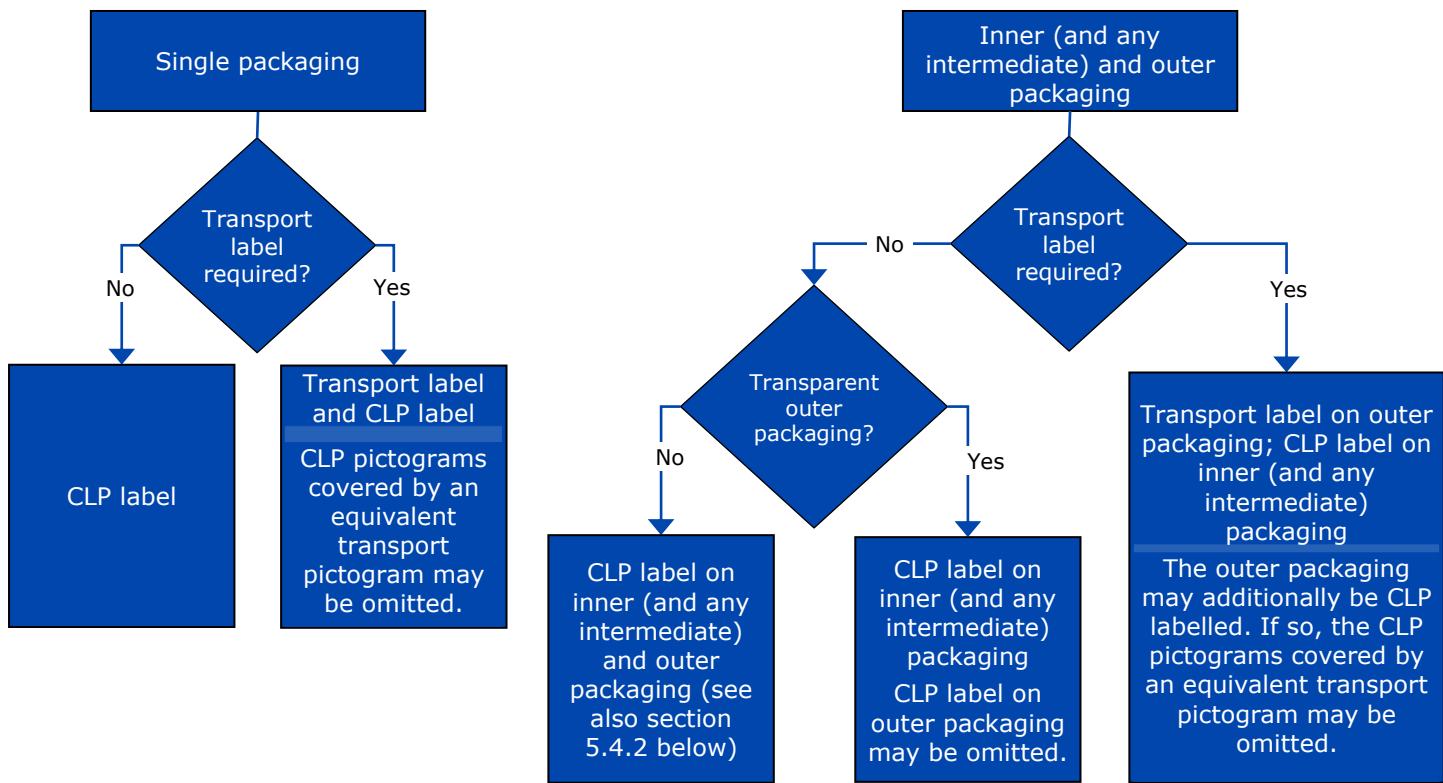 Single packaging
Transport
label
required?
No
Yes
CLP label
Transport label
and CLP label
CLP pictograms
covered by an
equivalent
transport
pictogram may
be omitted.
Inner (and any
intermediate) and outer
packaging
Transport
label
required?
No
Yes
Transparent
outer
packaging?
No
Yes
CLP label on
inner (and any
intermediate)
and outer
packaging (see
also section
5.4.2 below)
CLP label on
inner (and any
intermediate)
packaging
CLP label on
outer packaging
may be omitted.
Transport label on outer
packaging; CLP label on
inner (and any
intermediate)
packaging
The outer packaging
may additionally be CLP
labelled. If so, the CLP
pictograms covered by
an equivalent transport
pictogram may be
omitted.